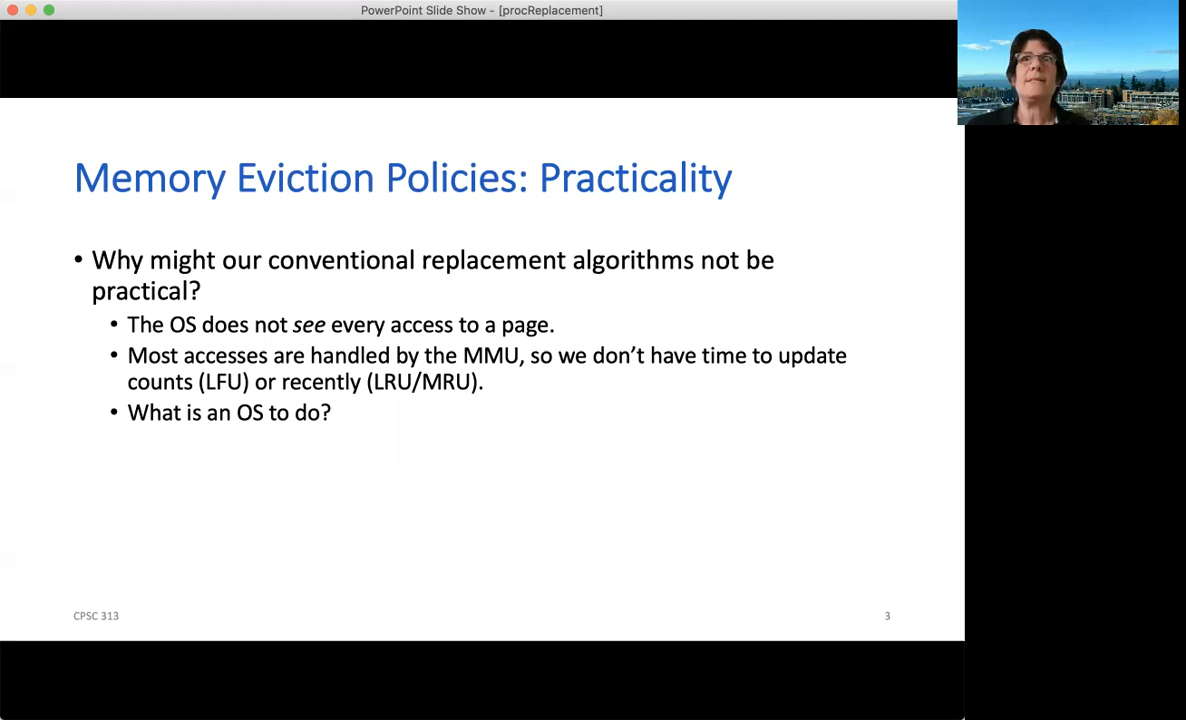 PowerPoint Slide Show - [procReplacement]
Memory Eviction Policies: Practicality
• Why might our conventional replacement algorithms not be
practical?
• The OS does not see every access to a page.
• Most accesses are handled by the MMU, so we don’t have time to update
counts (LFU) or recently (LRU/MRU).
• What is an OS to do?
CPSC 313
3